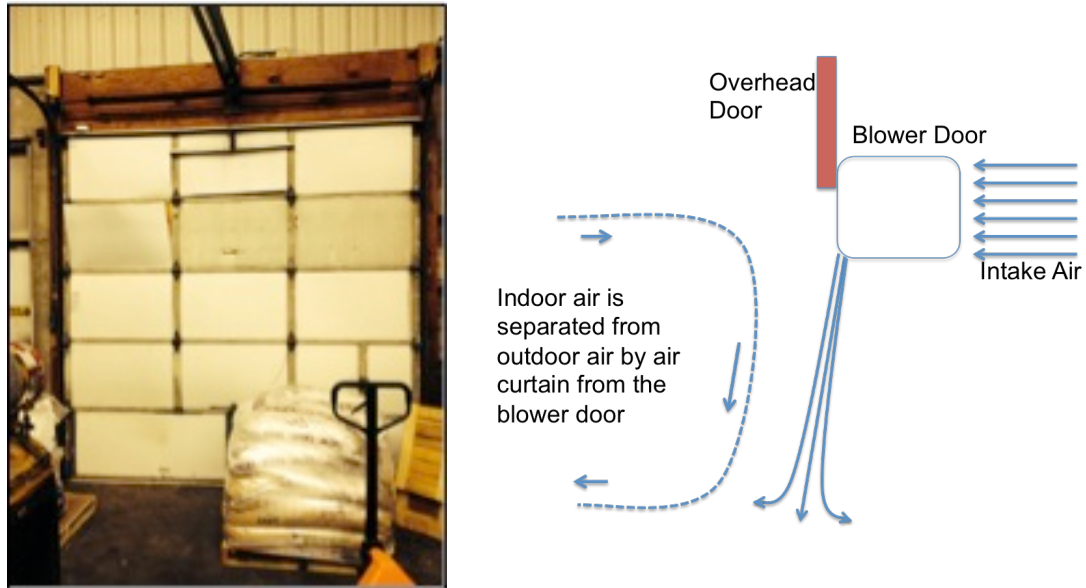 Overhead
Door
Blower Door
Intake Air
Indoor air is
separated from
outdoor air by air
curtain from the
blower door